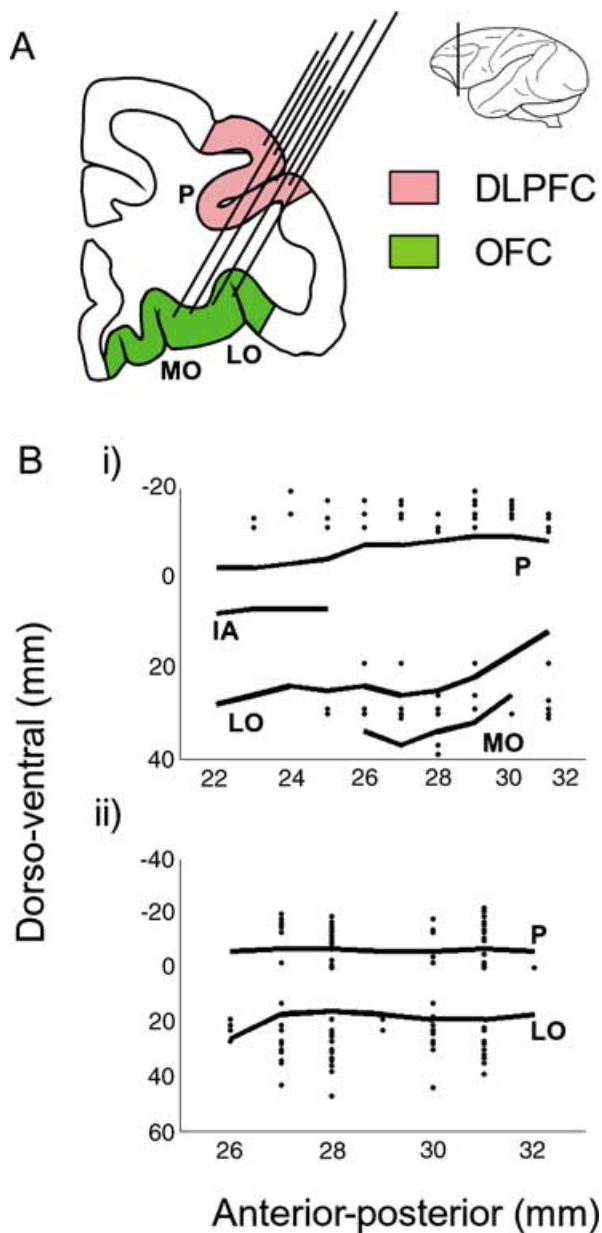 A
P
DLPFC
OFC
MO
LO
B
i)
-20
0
20
40
P
IA
LO
MO
22 24 26 28 30 32
ii)
Dorso-ventral (mm)
-40
-20
0
20
40
60
P
LO
26 28 30 32
Anterior-posterior (mm)